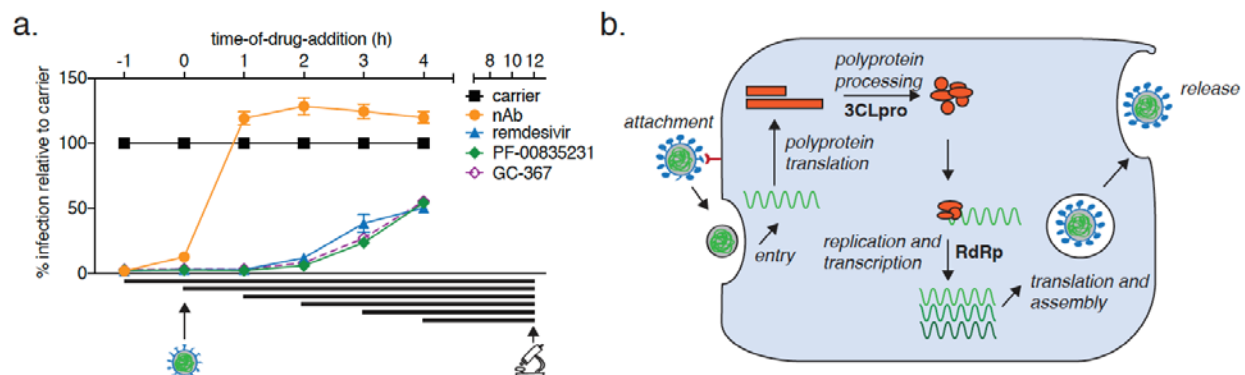 a.
time-of-drug-addition (h)
-1 0 1 2 3 4 8 10 12
% infection relative to carrier
150
100
50
0
carrier
nAb
remdesivir
PF-00835231
GC-367
b.
attachment
entry
polyprotein
translation
polyprotein
processing
3CLpro
replication and
transcription
RdRp
translation and
assembly
release